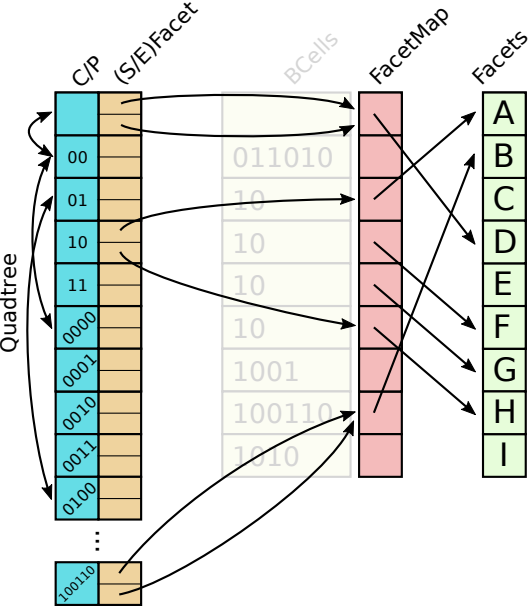 C/P
(S/E)Facet
BCells
FacetMap
Facets
Quadtree
00
01
10
11
0000
0001
0010
0011
0100
...
100110
011010
10
10
10
10
1001
100110
1010
A
B
C
D
E
F
G
H
I